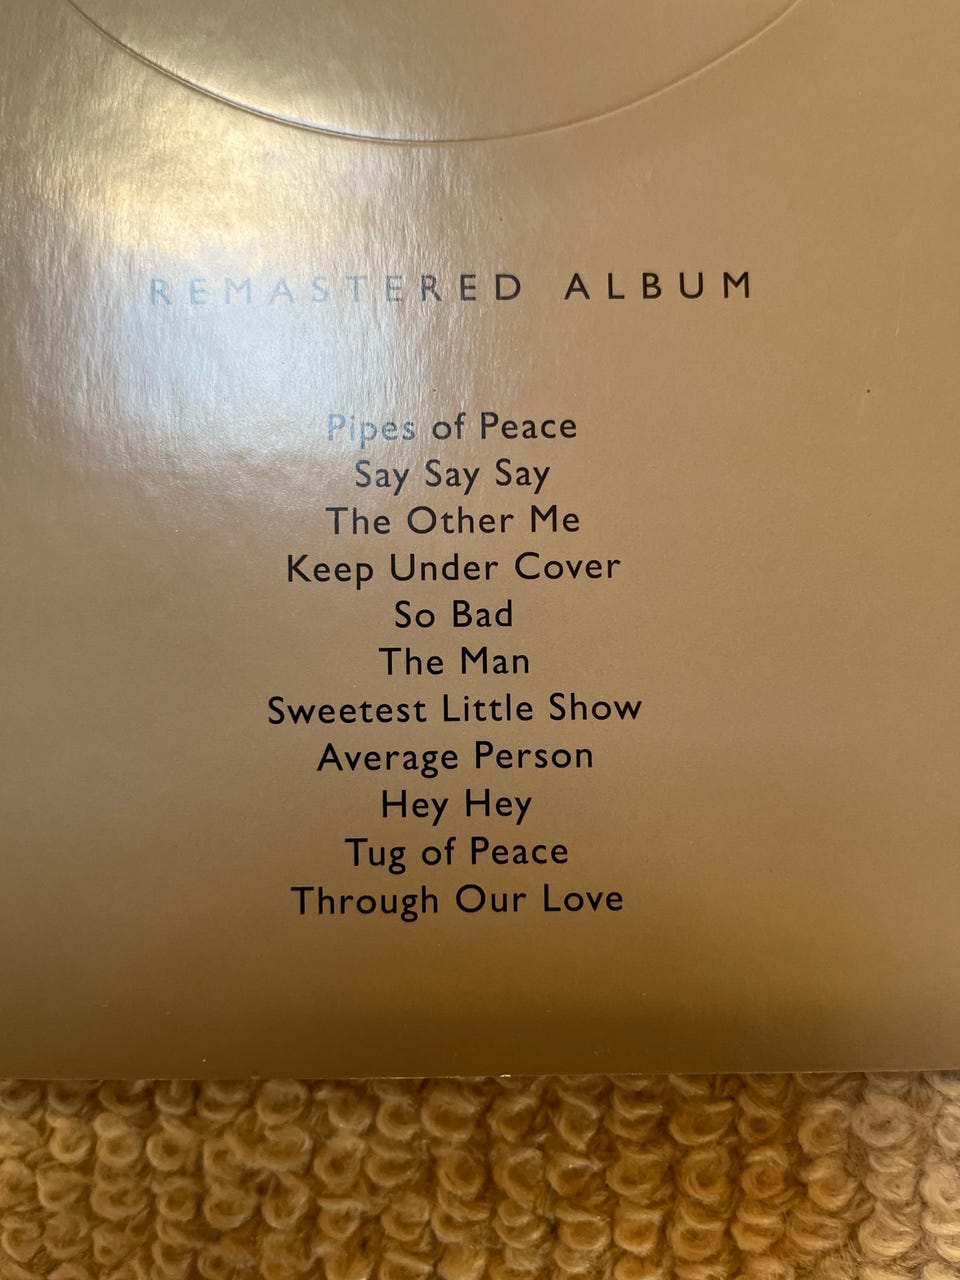 REMASTERED ALBUM
Pipes of Peace
Say Say Say
The Other Me
Keep Under Cover
So Bad
The Man
Sweetest Little Show
Average Person
Hey Hey
Tug of Peace
Through Our Love